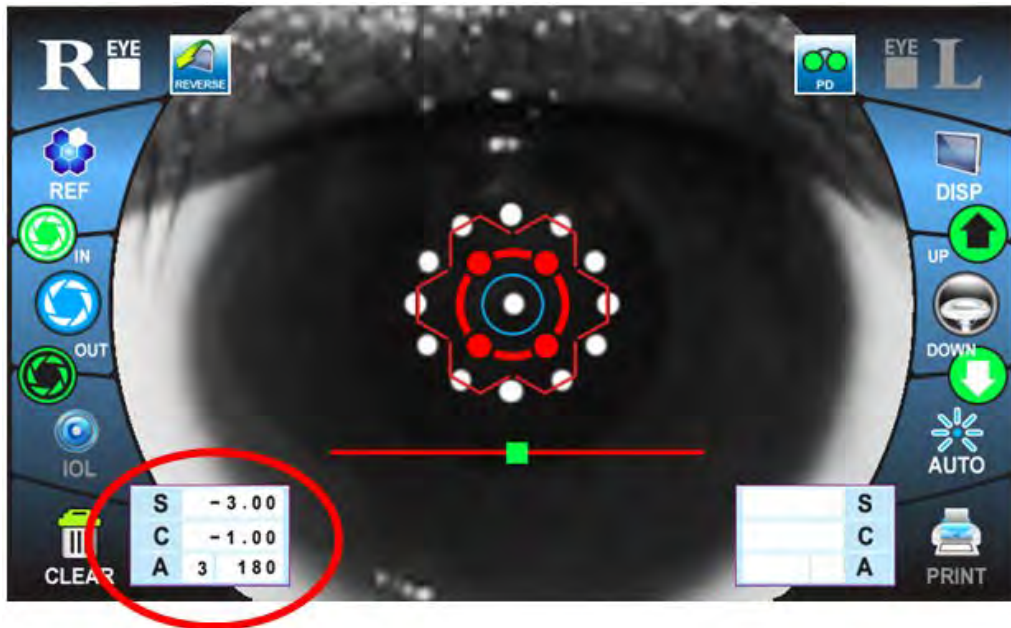 R EYE
REVERSE
PD
EYE L
REF
DISP
IN
UP
OUT
DOWN
IOL
AUTO
S -3.00
C -1.00
A 3 180
S
C
A
CLEAR
PRINT